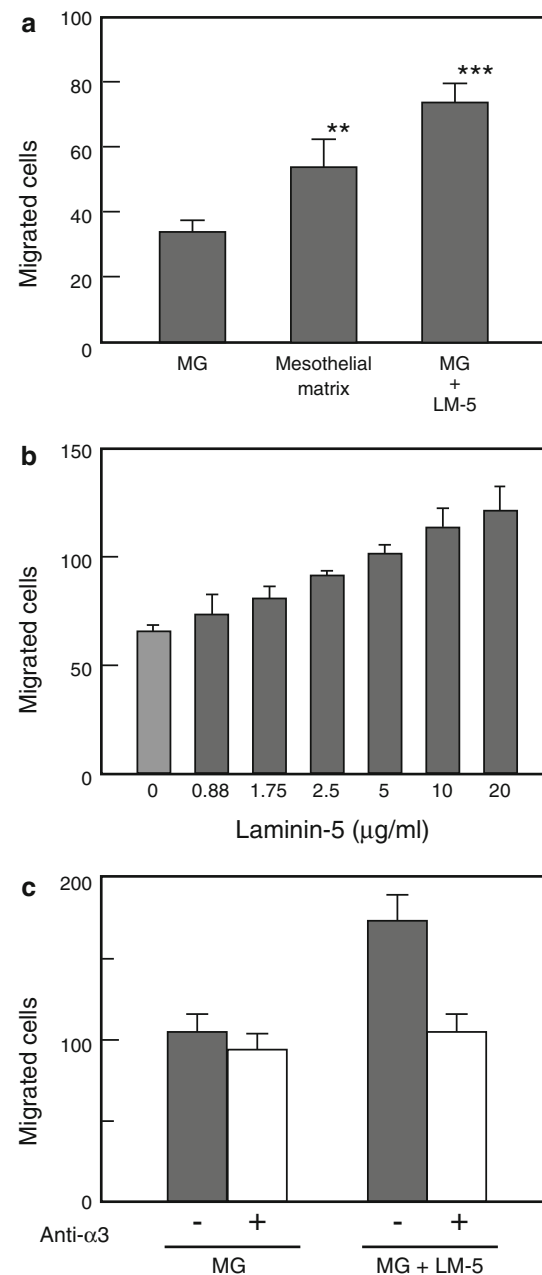 a
100
80
60
40
20
0
Migrated cells
**
***
MG
Mesothelial
matrix
MG
+
LM-5
b
150
100
50
0
Migrated cells
0 0.88 1.75 2.5 5 10 20
Laminin-5 (μg/ml)
c
200
100
0
Migrated cells
Anti-α3 - + - +
MG MG + LM-5